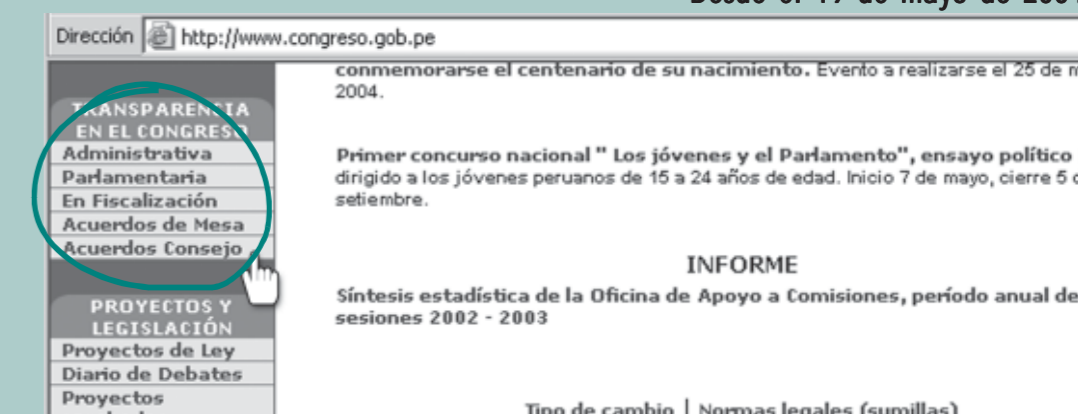 Dirección http://www.congreso.gob.pe
TRANSPARENCIA
EN EL CONGRESO
Administrativa
Parlamentaria
En Fiscalización
Acuerdos de Mesa
Acuerdos Consejo
PROYECTOS Y
LEGISLACIÓN
Proyectos de Ley
Diario de Debates
Proyectos
conmemorarse el centenario de su nacimiento. Evento a realizarse el 25 de
2004.
Primer concurso nacional " Los jóvenes y el Parlamento", ensayo político
dirigido a los jóvenes peruanos de 15 a 24 años de edad. Inicio 7 de mayo, cierre 5
setiembre.
INFORME
Síntesis estadística de la Oficina de Apoyo a Comisiones, período anual de
sesiones 2002 - 2003
Tipo de cambio | Normas legales (sumillas)